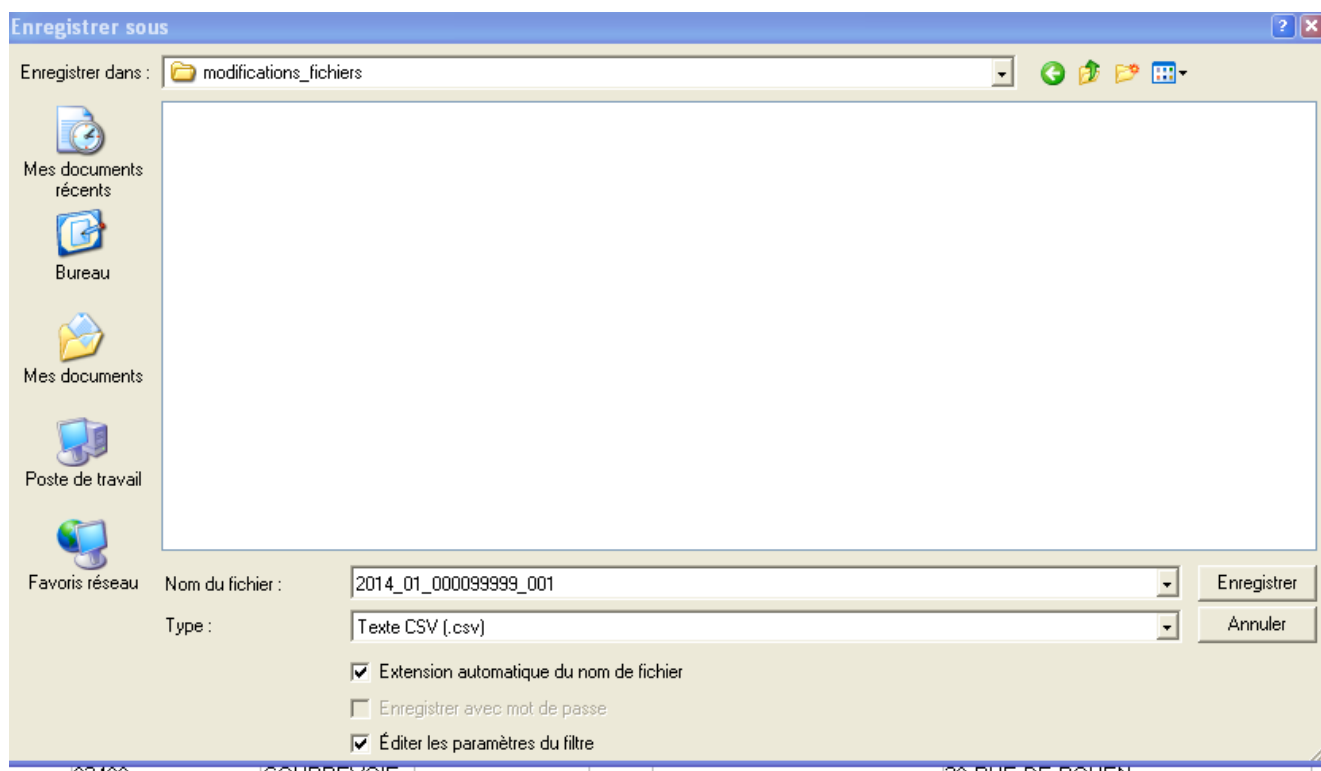 Enregistrer sous
Enregistrer dans : modifications_fichiers
Mes documents
récents
Bureau
Mes documents
Poste de travail
Favoris réseau
Nom du fichier : 2014_01_000099999_001 Enregistrer
Type : Texte CSV (.csv) Annuler
Extension automatique du nom de fichier
Enregistrer avec mot de passe
Éditer les paramètres du filtre